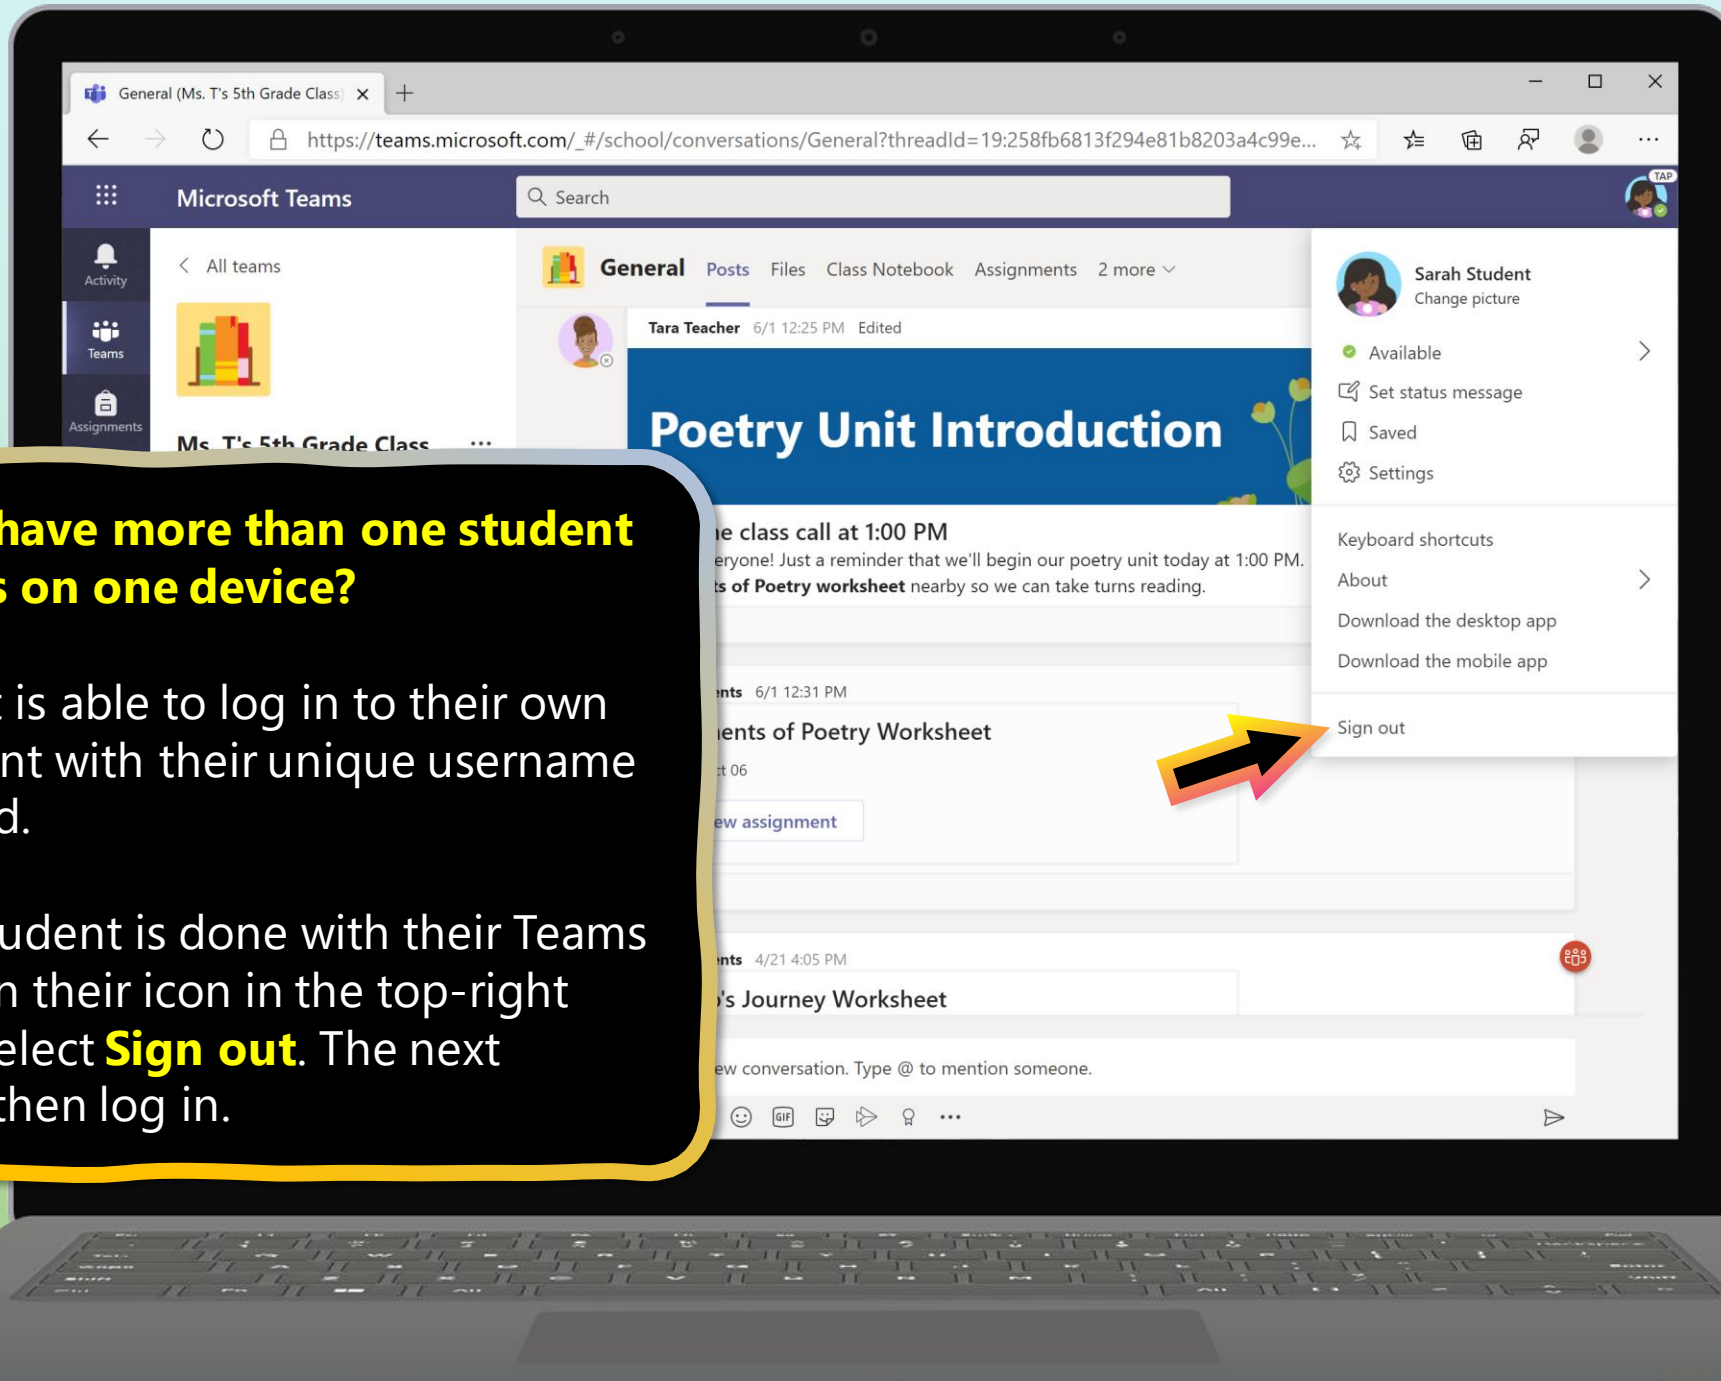 General (Ms. T's 5th Grade Class)
https://teams.microsoft.com/_#/school/conversations/General?threadId=19:258fb6813f294e81b8203a4c99e...
Microsoft Teams
Search
TAP
Activity
Teams
Assignments
All teams
Ms. T's 5th Grade Class
General Posts Files Class Notebook Assignments 2 more
Tara Teacher 6/1 12:25 PM Edited
Poetry Unit Introduction
class call at 1:00 PM
Just a reminder that we'll begin our poetry unit today at 1:00 PM.
of Poetry worksheet nearby so we can take turns reading.
6/1 12:31 PM
of Poetry Worksheet
06
assignment
4/21 4:05 PM
Journey Worksheet
conversation. Type @ to mention someone.
GIF
Sarah Student
Change picture
Available
Set status message
Saved
Settings
Keyboard shortcuts
About
Download the desktop app
Download the mobile app
Sign out
have more than one student
s on one device?
t is able to log in to their own
nt with their unique username
d.
udent is done with their Teams
n their icon in the top-right
elect Sign out. The next
then log in.